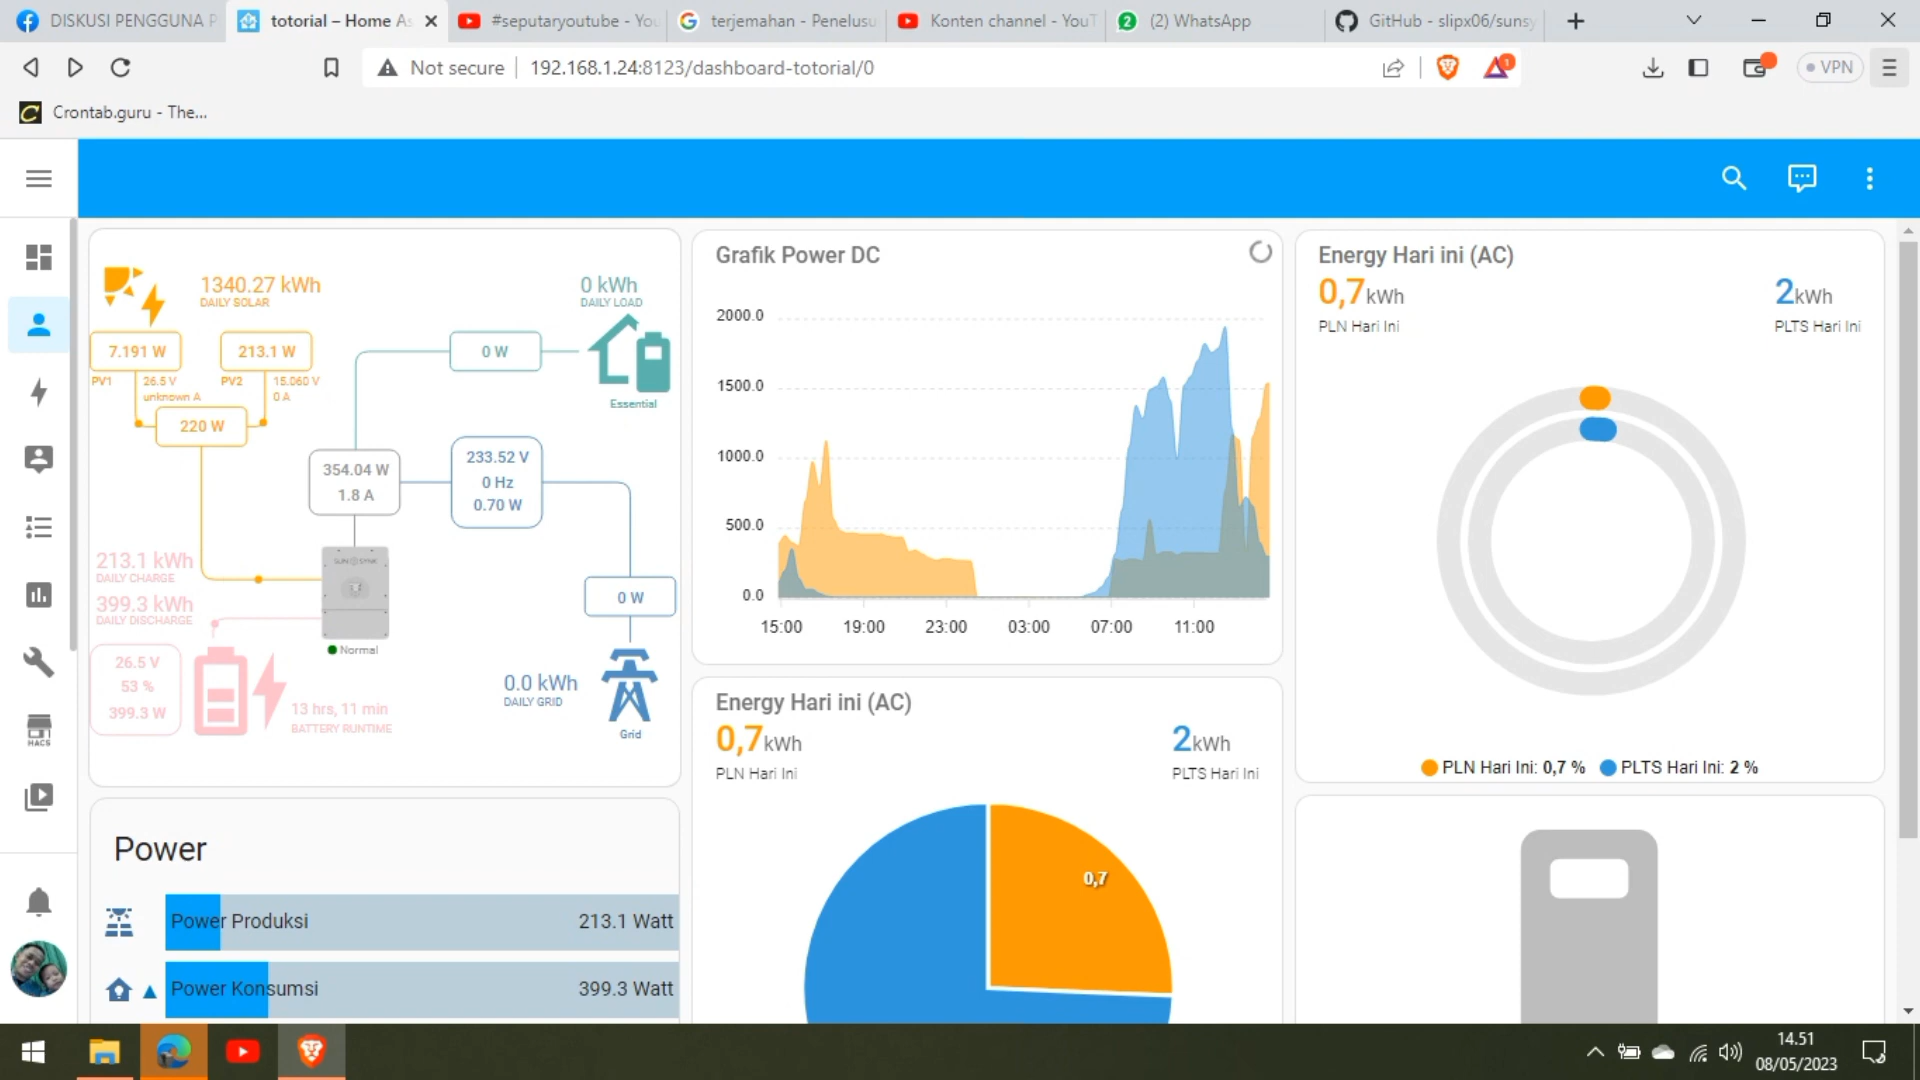 DISKUSI PENGGUNA P
totorial – Home As
#seputaryoutube - You
terjemahan - Penelusu
Konten channel - YouT
(2) WhatsApp
GitHub - slipx06/sunsy
Not secure
192.168.1.24:8123/dashboard-totorial/0
VPN
Crontab.guru - The...
1340.27 kWh
DAILY SOLAR
0 kWh
DAILY LOAD
7.191 W
213.1 W
0 W
PV1
26.5 V
unknown A
PV2
15.060 V
0 A
Essential
220 W
354.04 W
1.8 A
233.52 V
0 Hz
0.70 W
213.1 kWh
DAILY CHARGE
399.3 kWh
DAILY DISCHARGE
SUN SYNK
Normal
0 W
26.5 V
53 %
399.3 W
13 hrs, 11 min
BATTERY RUNTIME
0.0 kWh
DAILY GRID
Grid
Power
Power Produksi
213.1 Watt
Power Konsumsi
399.3 Watt
Grafik Power DC
2000.0
1500.0
1000.0
500.0
0.0
15:00
19:00
23:00
03:00
07:00
11:00
Energy Hari ini (AC)
0,7kWh
PLN Hari Ini
2kWh
PLTS Hari Ini
0,7
Energy Hari ini (AC)
0,7kWh
PLN Hari Ini
2kWh
PLTS Hari Ini
PLN Hari Ini: 0,7 %
PLTS Hari Ini: 2 %
HACS
14.51
08/05/2023